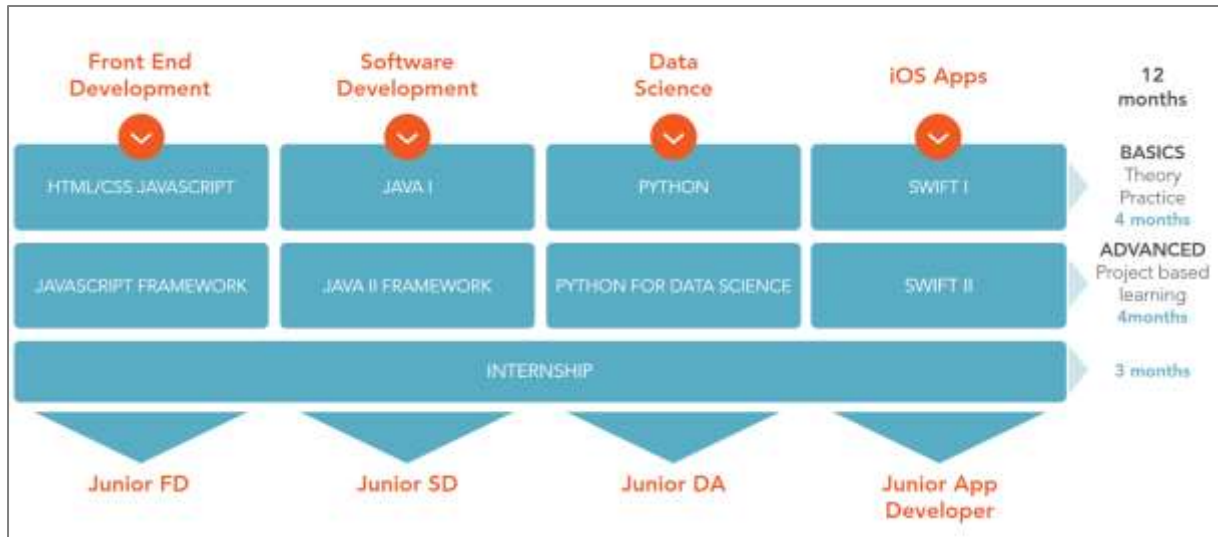 Front End
Development
Software
Development
Data
Science
iOS Apps
12
months
HTML/CSS JAVASCRIPT
JAVA I
PYTHON
SWIFT I
BASICS
Theory
Practice
4 months
JAVASCRIPT FRAMEWORK
JAVA II FRAMEWORK
PYTHON FOR DATA SCIENCE
SWIFT II
ADVANCED
Project based
learning
4months
INTERNSHIP
3 months
Junior FD
Junior SD
Junior DA
Junior App
Developer